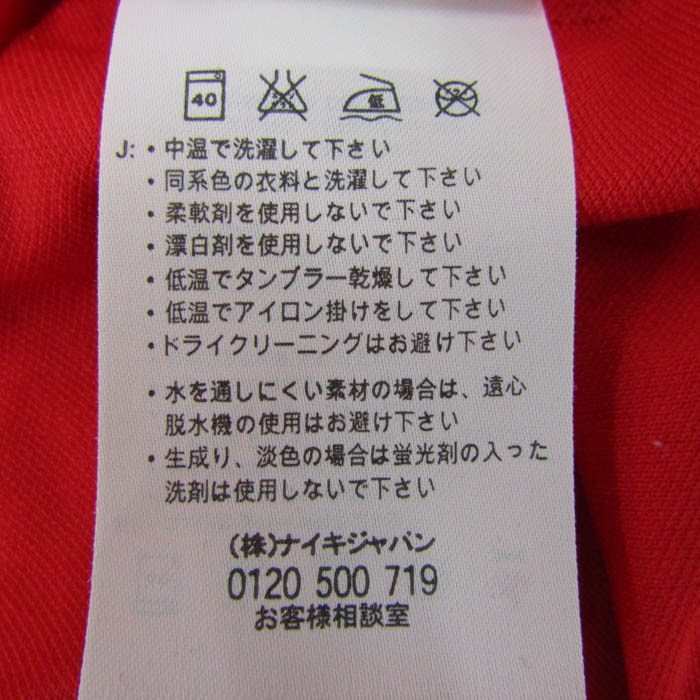 40 低
J: ・中温で洗濯して下さい
・同系色の衣料と洗濯して下さい
・柔軟剤を使用しないで下さい
・漂白剤を使用しないで下さい
・低温でタンブラー乾燥して下さい
・低温でアイロン掛けをして下さい
・ドライクリーニングはお避け下さい
・水を通しにくい素材の場合は、遠心
脱水機の使用はお避け下さい
・生成り、淡色の場合は蛍光剤の入った
洗剤は使用しないで下さい
(株)ナイキジャパン
0120 500 719
お客様相談室